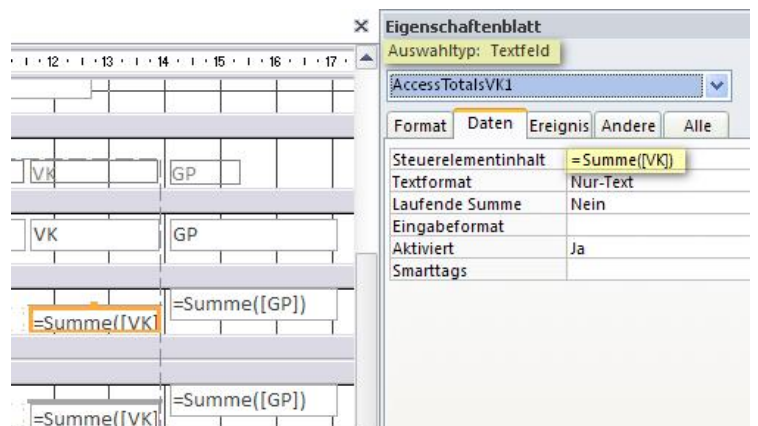 Eigenschaftenblatt
Auswahltyp: Textfeld
12 13 14 15 16 17
AccessTotalsVK1
Format Daten Ereignis Andere Alle
Steuerelementinhalt =Summe([VK])
Textformat Nur-Text
Laufende Summe Nein
Eingabeformat
Aktiviert Ja
Smarttags
VK GP
VK GP
=Summe([GP])
=Summe([VK]
=Summe([GP])
=Summe([VK]